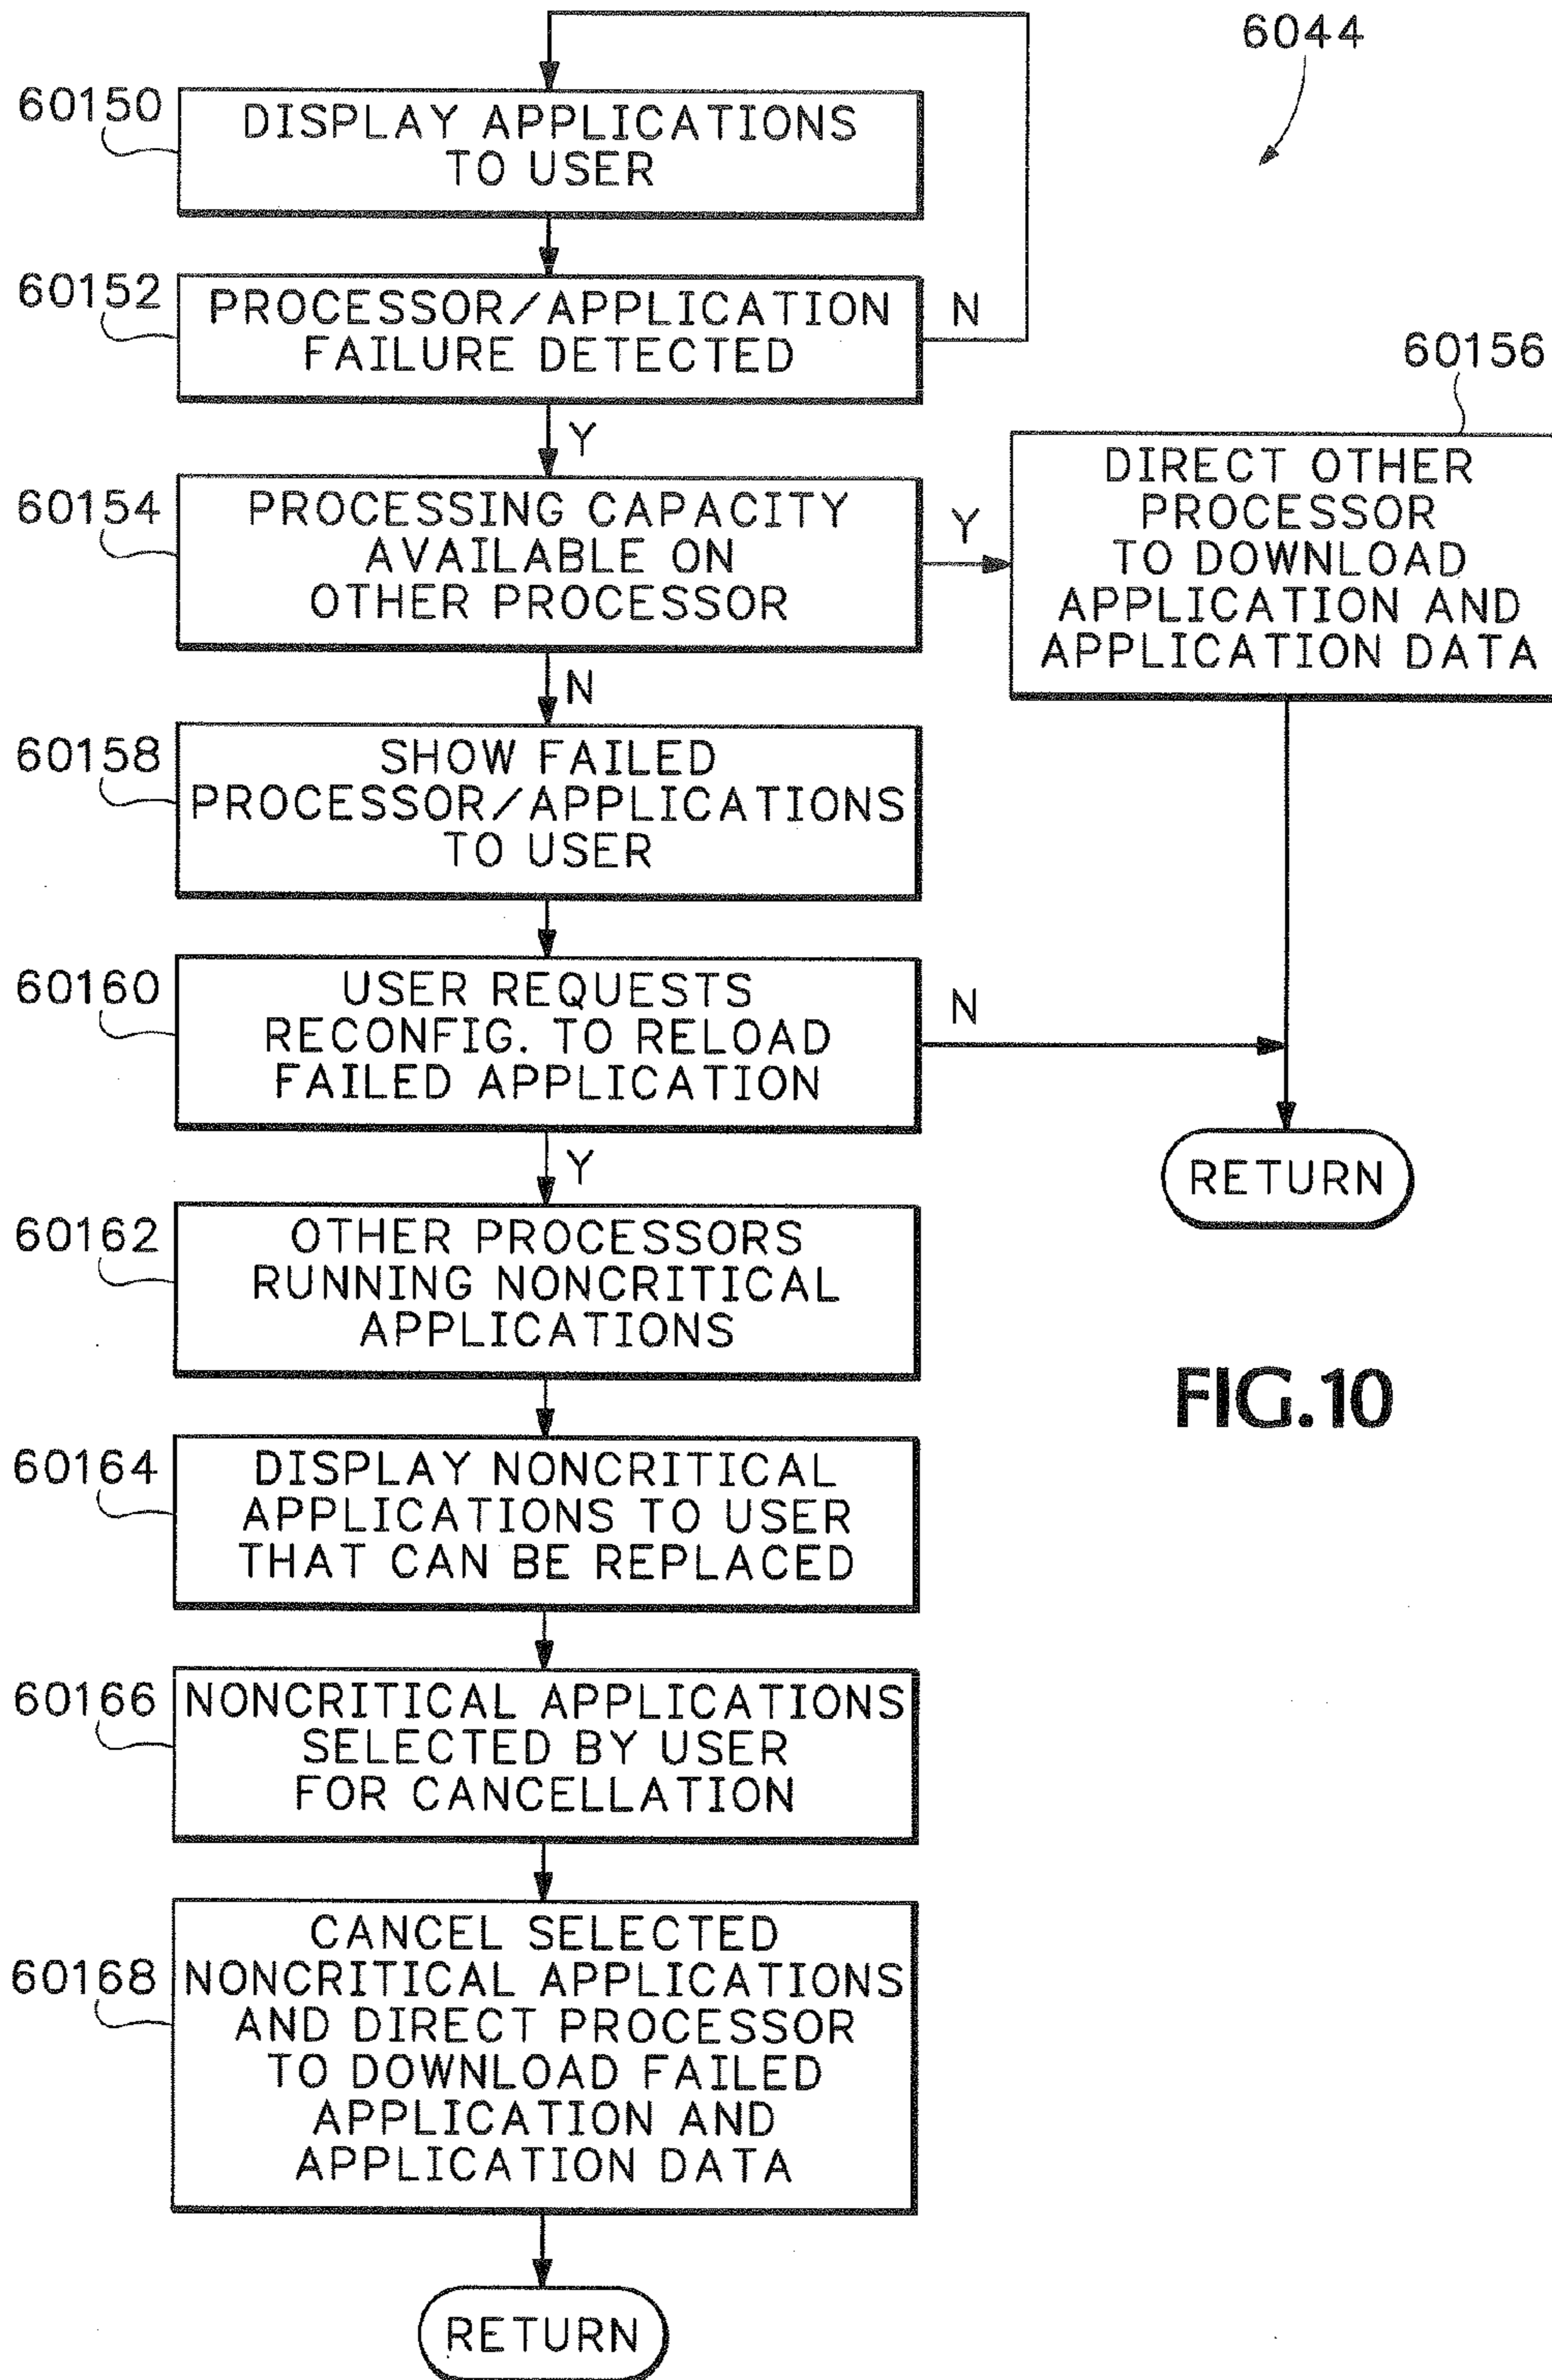 6044
60150
DISPLAY APPLICATIONS
TO USER
60152
PROCESSOR/APPLICATION
FAILURE DETECTED
N
Y
60154
PROCESSING CAPACITY
AVAILABLE ON
OTHER PROCESSOR
Y
60156
DIRECT OTHER
PROCESSOR
TO DOWNLOAD
APPLICATION AND
APPLICATION DATA
N
60158
SHOW FAILED
PROCESSOR/APPLICATIONS
TO USER
60160
USER REQUESTS
RECONFIG. TO RELOAD
FAILED APPLICATION
N
RETURN
Y
60162
OTHER PROCESSORS
RUNNING NONCRITICAL
APPLICATIONS
60164
DISPLAY NONCRITICAL
APPLICATIONS TO USER
THAT CAN BE REPLACED
60166
NONCRITICAL APPLICATIONS
SELECTED BY USER
FOR CANCELLATION
60168
CANCEL SELECTED
NONCRITICAL APPLICATIONS
AND DIRECT PROCESSOR
TO DOWNLOAD FAILED
APPLICATION AND
APPLICATION DATA
RETURN
FIG.10